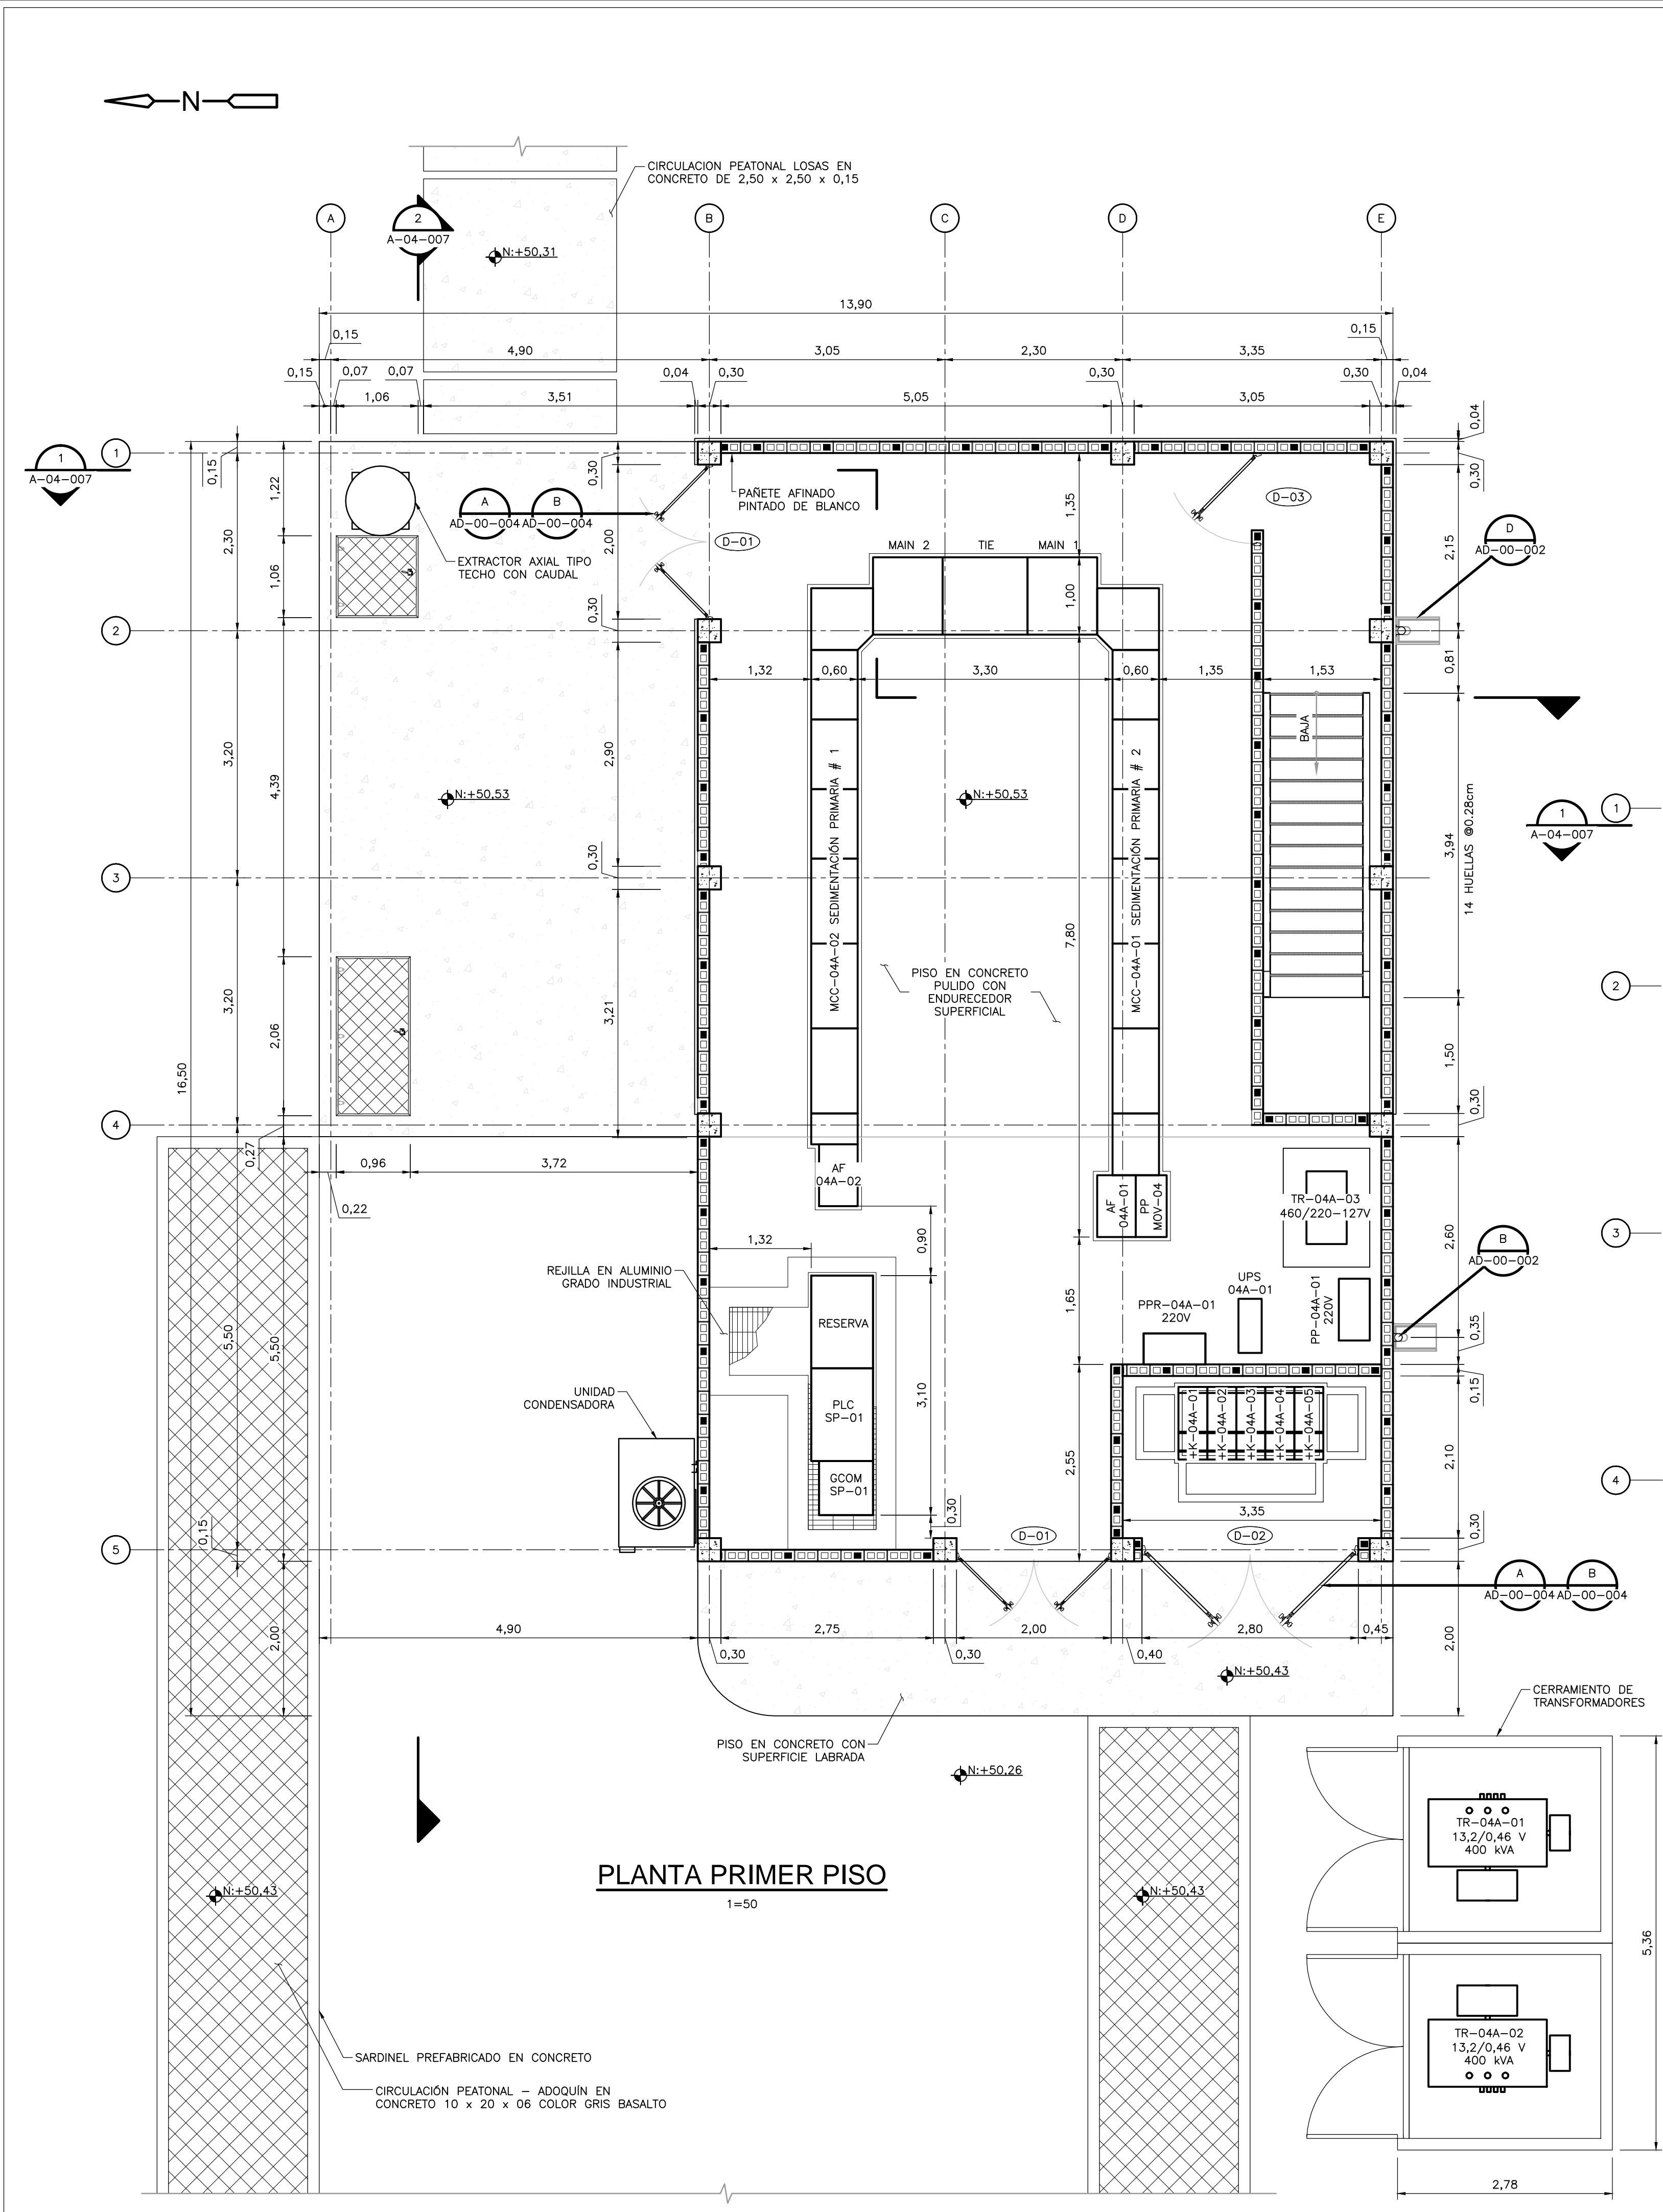 N
CIRCULACION PEATONAL LOSAS EN
CONCRETO DE 2,50 x 2,50 x 0,15
A
2
A-04-007
B
C
D
E
N:+50,31
13,90
0,15
0,15
4,90
3,05
2,30
3,35
0,15
0,07
0,07
0,04
0,30
0,30
0,30
0,04
1,06
3,51
5,05
3,05
0,04
1
A-04-007
1
0,15
1,22
0,30
0,30
PAÑETE AFINADO
PINTADO DE BLANCO
1,35
D-03
A
AD-00-004
B
AD-00-004
2,30
2,00
D-01
2,15
D
AD-00-002
MAIN 2
TIE
MAIN 1
EXTRACTOR AXIAL TIPO
TECHO CON CAUDAL
1,06
1,00
0,30
2
0,81
1,32
0,60
3,30
0,60
1,35
1,53
BAJA
3,20
4,39
2,90
N:+50,53
N:+50,53
MCC-04A-02 SEDIMENTACIÓN PRIMARIA # 1
MCC-04A-01 SEDIMENTACIÓN PRIMARIA # 2
3,94
14 HUELLAS @0.28cm
1
A-04-007
1
0,30
3
7,80
PISO EN CONCRETO
PULIDO CON
ENDURECEDOR
SUPERFICIAL
2
3,20
2,06
3,21
16,50
1,50
0,30
4
0,27
0,96
3,72
0,22
AF
04A-02
AF
04A-01
PP
MOV-04
TR-04A-03
460/220-127V
2,60
3
1,32
0,90
B
AD-00-002
REJILLA EN ALUMINIO
GRADO INDUSTRIAL
UPS
04A-01
PPR-04A-01
220V
PP-04A-01
220V
1,65
RESERVA
5,50
5,50
0,35
0,15
UNIDAD
CONDENSADORA
PLC
SP-01
3,10
+K-04A-01
+K-04A-02
+K-04A-03
+K-04A-04
+K-04A-05
2,55
2,10
GCOM
SP-01
4
3,35
0,30
0,30
0,15
5
D-01
D-02
A
AD-00-004
B
AD-00-004
2,00
4,90
2,75
2,00
2,80
0,45
2,00
0,30
0,30
0,40
N:+50,43
CERRAMIENTO DE
TRANSFORMADORES
PISO EN CONCRETO CON
SUPERFICIE LABRADA
N:+50,26
TR-04A-01
13,2/0,46 V
400 kVA
PLANTA PRIMER PISO
1=50
N:+50,43
N:+50,43
5,36
TR-04A-02
13,2/0,46 V
400 kVA
SARDINEL PREFABRICADO EN CONCRETO
CIRCULACIÓN PEATONAL – ADOQUÍN EN
CONCRETO 10 x 20 x 06 COLOR GRIS BASALTO
2,78